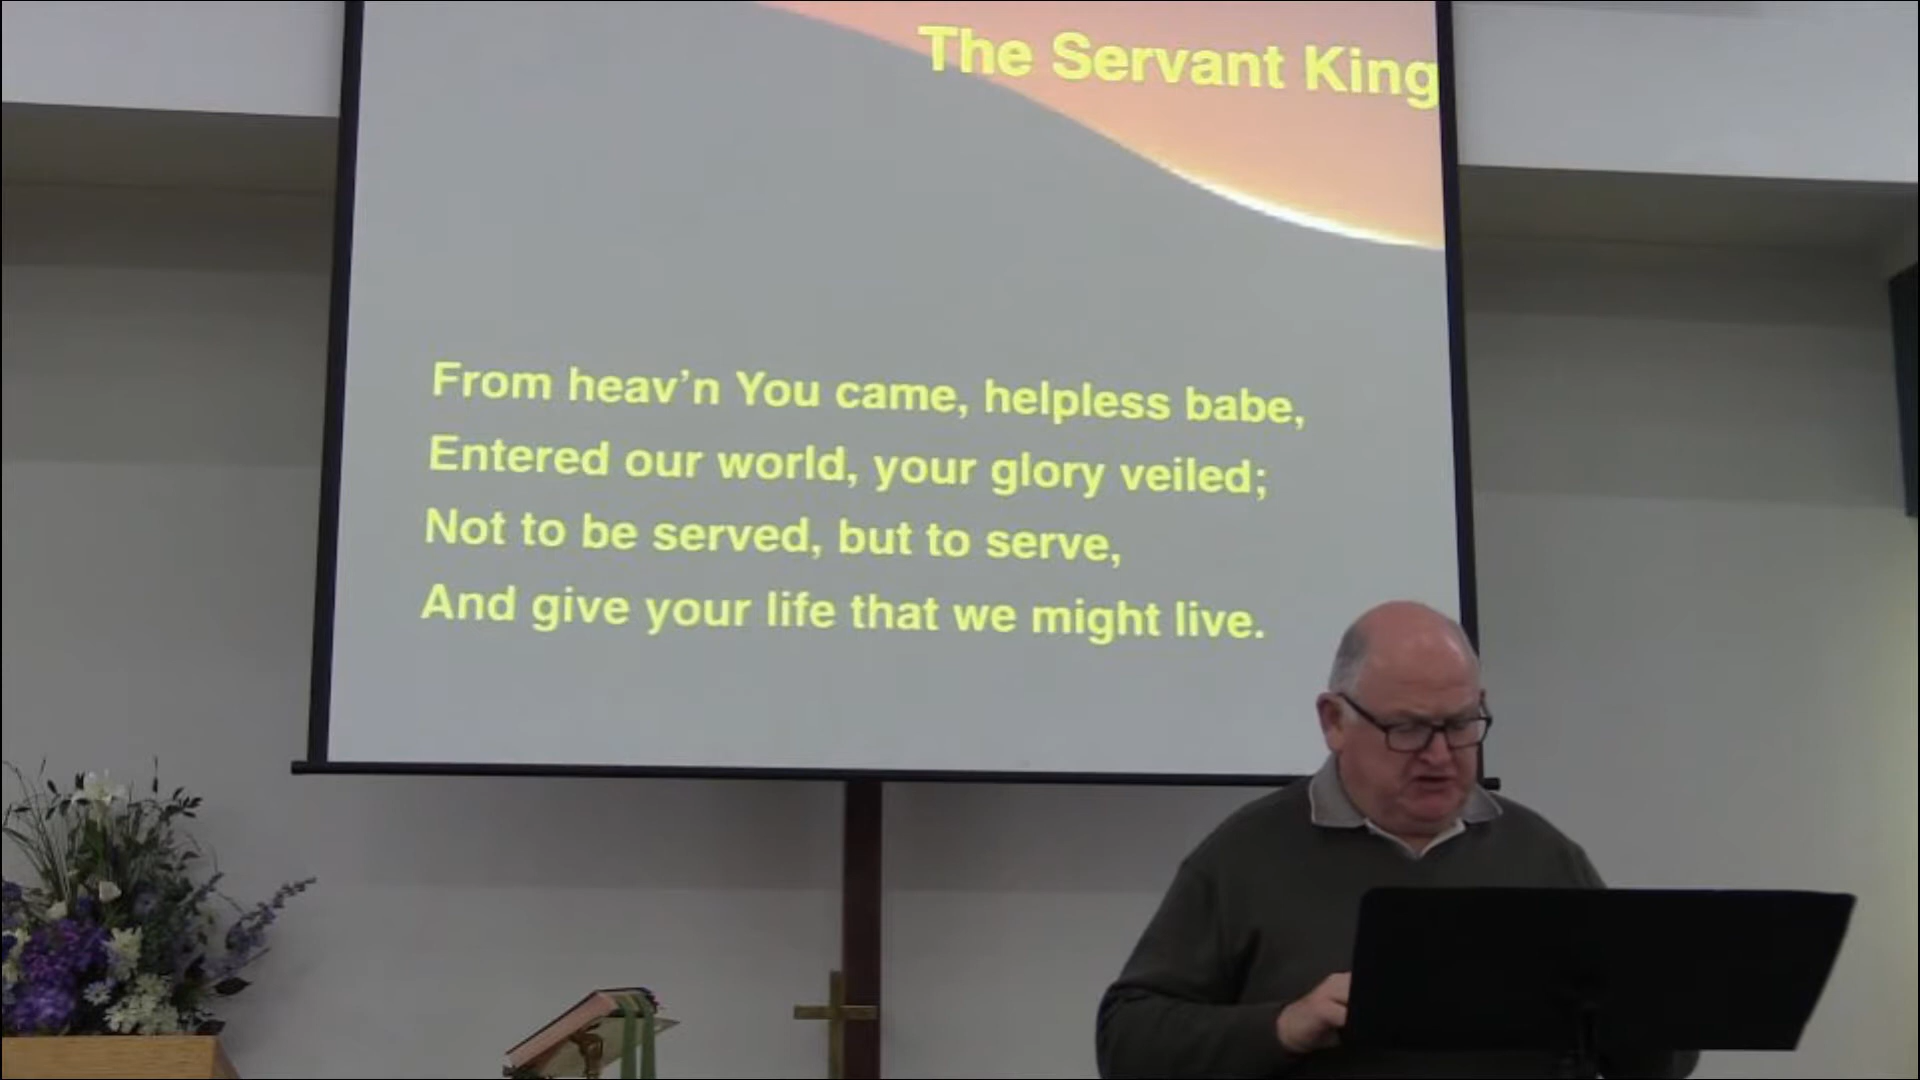 The Servant King
From heav’n You came, helpless babe,
Entered our world, your glory veiled;
Not to be served, but to serve,
And give your life that we might live.